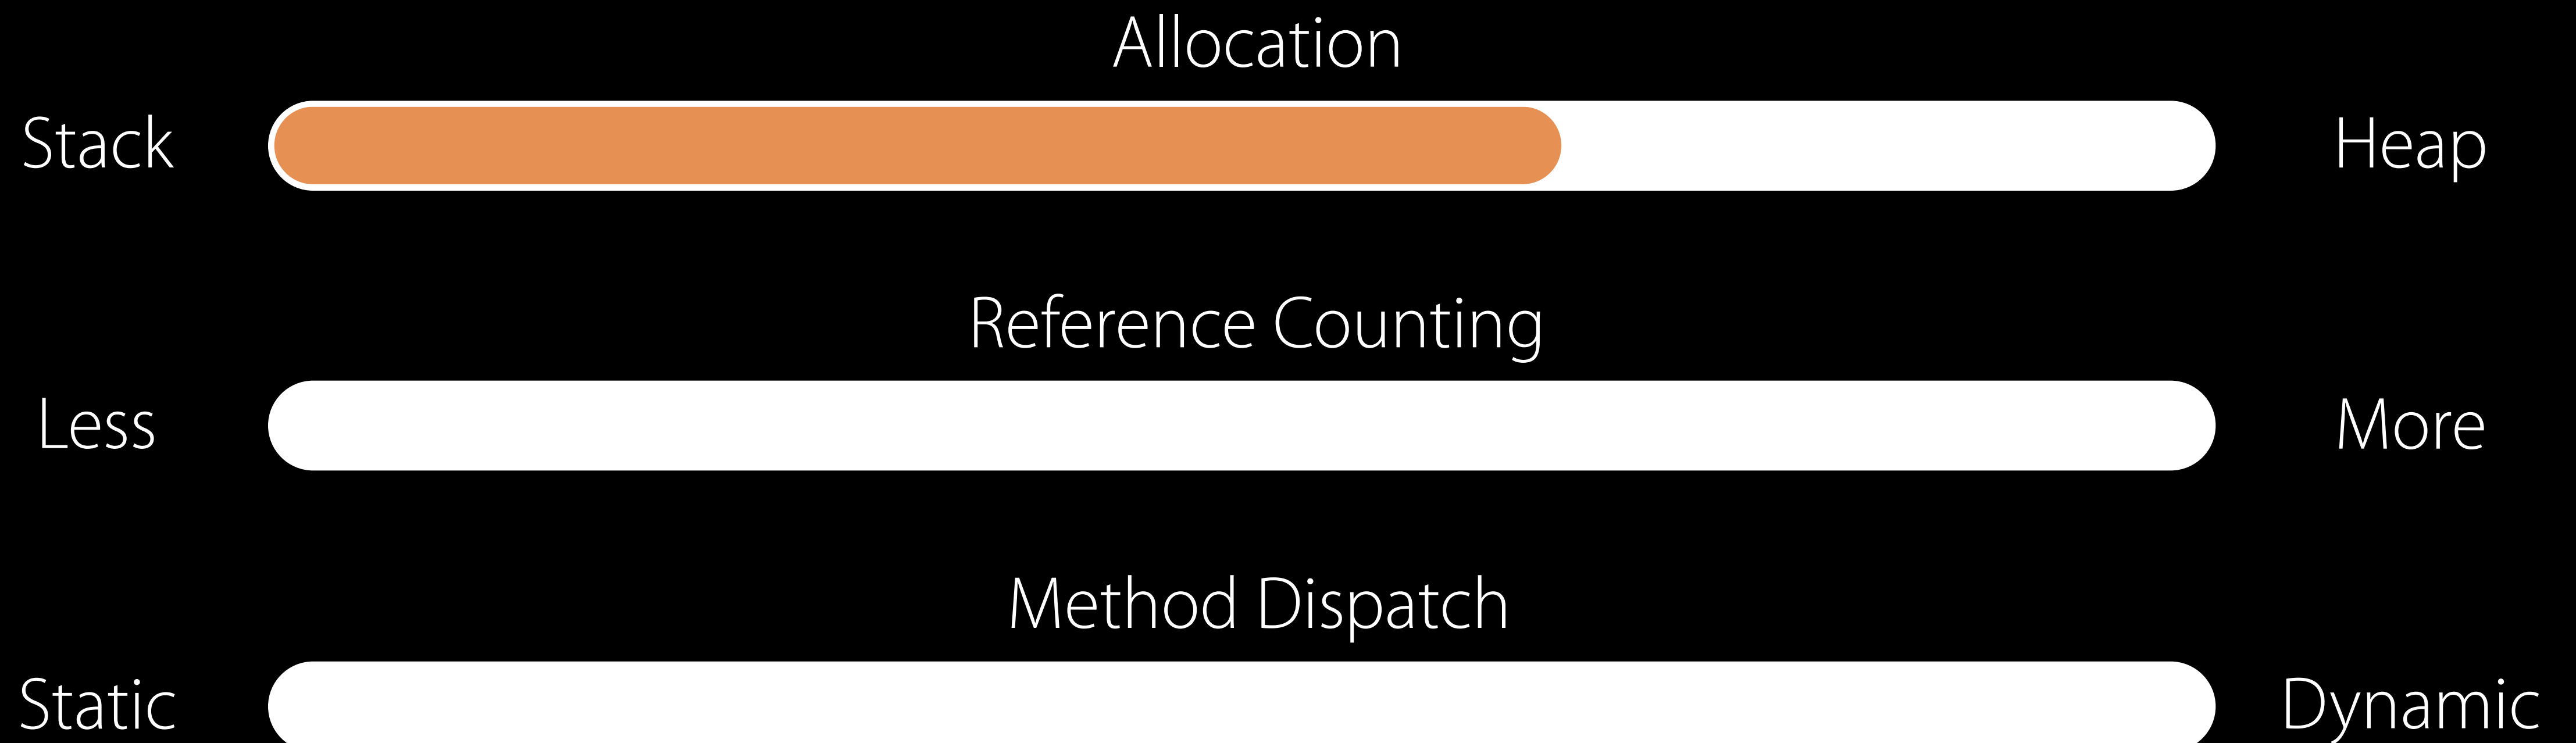 Allocation
Stack
Heap
Reference Counting
Less
More
Method Dispatch
Static
Dynamic